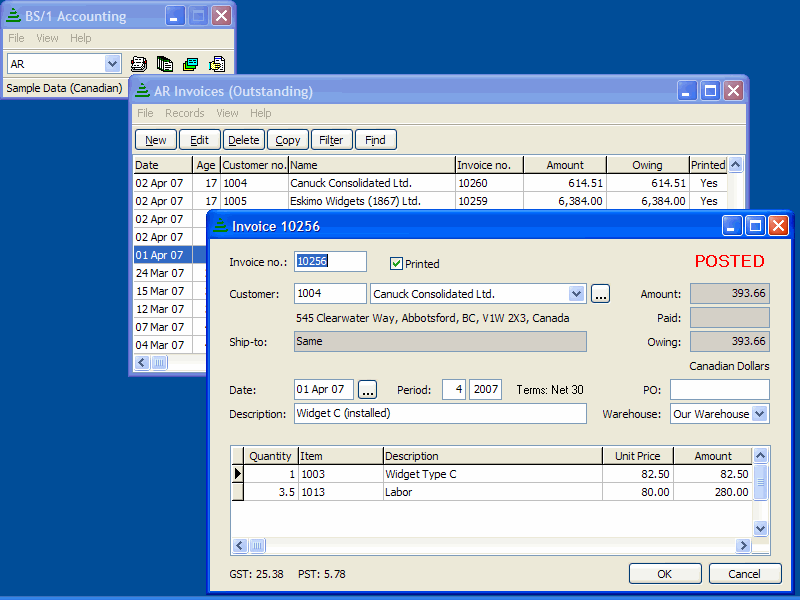 BS/1 Accounting
File View Help
AR
Sample Data (Canadian)
AR Invoices (Outstanding)
File Records View Help
New Edit Delete Copy Filter Find
Date Age Customer no. Name Invoice no. Amount Owing Printed
02 Apr 07 17 1004 Canuck Consolidated Ltd. 10260 614.51 614.51 Yes
02 Apr 07 17 1005 Eskimo Widgets (1867) Ltd. 10259 6,384.00 6,384.00 Yes
02 Apr 07
02 Apr 07
01 Apr 07
24 Mar 07
15 Mar 07
12 Mar 07
07 Mar 07
04 Mar 07
Invoice 10256
Invoice no.: 10256 Printed POSTED
Customer: 1004 Canuck Consolidated Ltd. ... Amount: 393.66
545 Clearwater Way, Abbotsford, BC, V1W 2X3, Canada Paid:
Ship-to: Same Owing: 393.66
Canadian Dollars
Date: 01 Apr 07 ... Period: 4 2007 Terms: Net 30 PO:
Description: Widget C (installed) Warehouse: Our Warehouse
Quantity Item Description Unit Price Amount
1 1003 Widget Type C 82.50 82.50
3.5 1013 Labor 80.00 280.00
GST: 25.38 PST: 5.78 OK Cancel